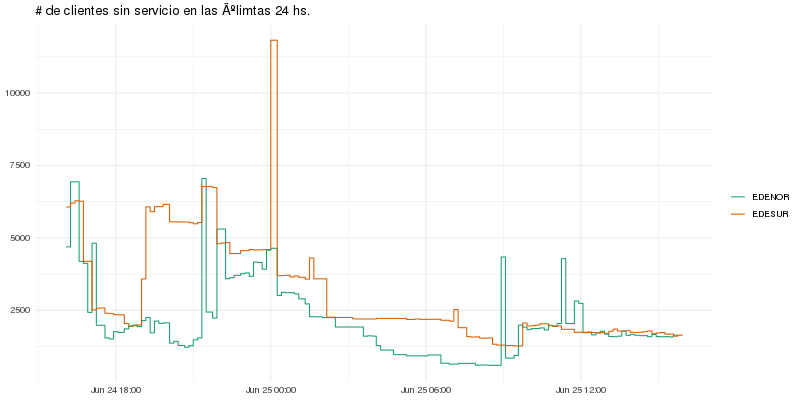 # de clientes sin servicio en las Ãºlimtas 24 hs.
10000
7500
5000
2500
EDENOR
EDESUR
Jun 24 18:00 Jun 25 00:00 Jun 25 06:00 Jun 25 12:00